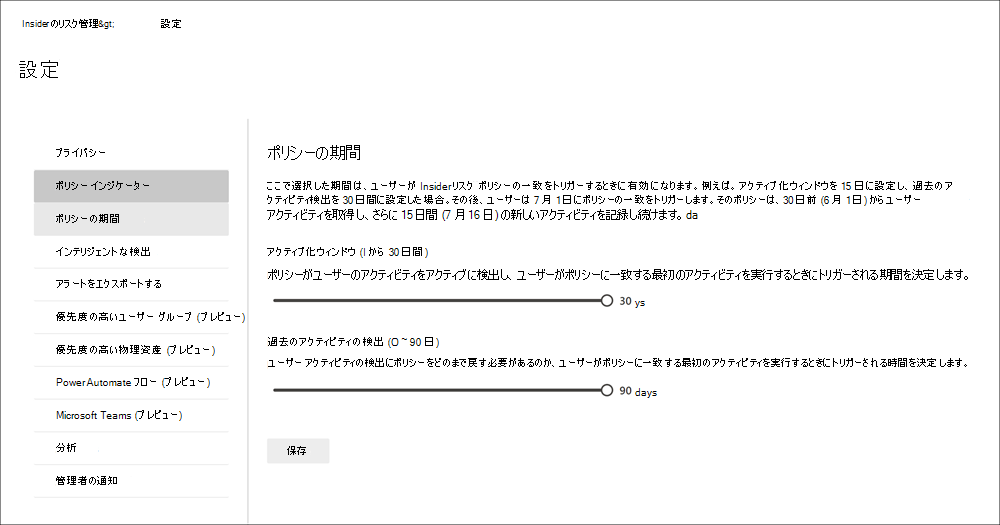 Insiderのリスク管理&gt; 設定
設定
プライバシー
ポリシー インジケーター
ポリシーの期間
インテリジェントな検出
アラートをエクスポートする
優先度の高いユーザー グループ (プレビュー)
優先度の高い物理資産 (プレビュー)
PowerAutomate フロー (プレビュー)
Microsoft Teams (プレビュー)
分析
管理者の通知
ポリシーの期間
ここで選択した期間は、ユーザーが Insiderリスク ポリシーの一致をトリガーするときに有効になります。例えば。アクティブ化ウィンドウを 15 日に設定し、過去のア
クティビティ検出を 30日間に設定した場合。その後、ユーザーは 7 月 1日にポリシーの一致をトリガーします。そのポリシーは、30日前 (6 月 1日) からユーザー
アクティビティを取得し、さらに 15日間 (7 月 16 日) の新しいアクティビティを記録し続けます。da
アクティブ化ウィンドウ (I から 30日間)
ポリシーがユーザーのアクティビティをアクティブに検出し、ユーザーがポリシーに一致する最初のアクティビティを実行するときにトリガーされる期間を決定します。
30 ys
過去のアクティビティの検出 (O ~ 90 日)
ユーザー アクティビティの検出にポリシーをどのまで戻す必要があるのか、ユーザーがポリシーに一致 する最初のアクティビティを実行するときにトリガーされる時間を決定します。
90 days
保存